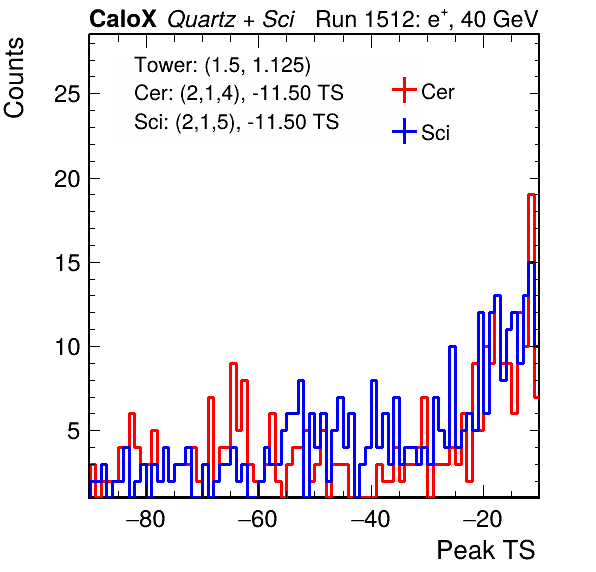 CaloX Quartz + Sci Run 1512: e+, 40 GeV
Counts
Tower: (1.5, 1.125)
Cer: (2,1,4), -11.50 TS
Sci: (2,1,5), -11.50 TS
Cer
Sci
25
20
15
10
5
−80 −60 −40 −20
Peak TS